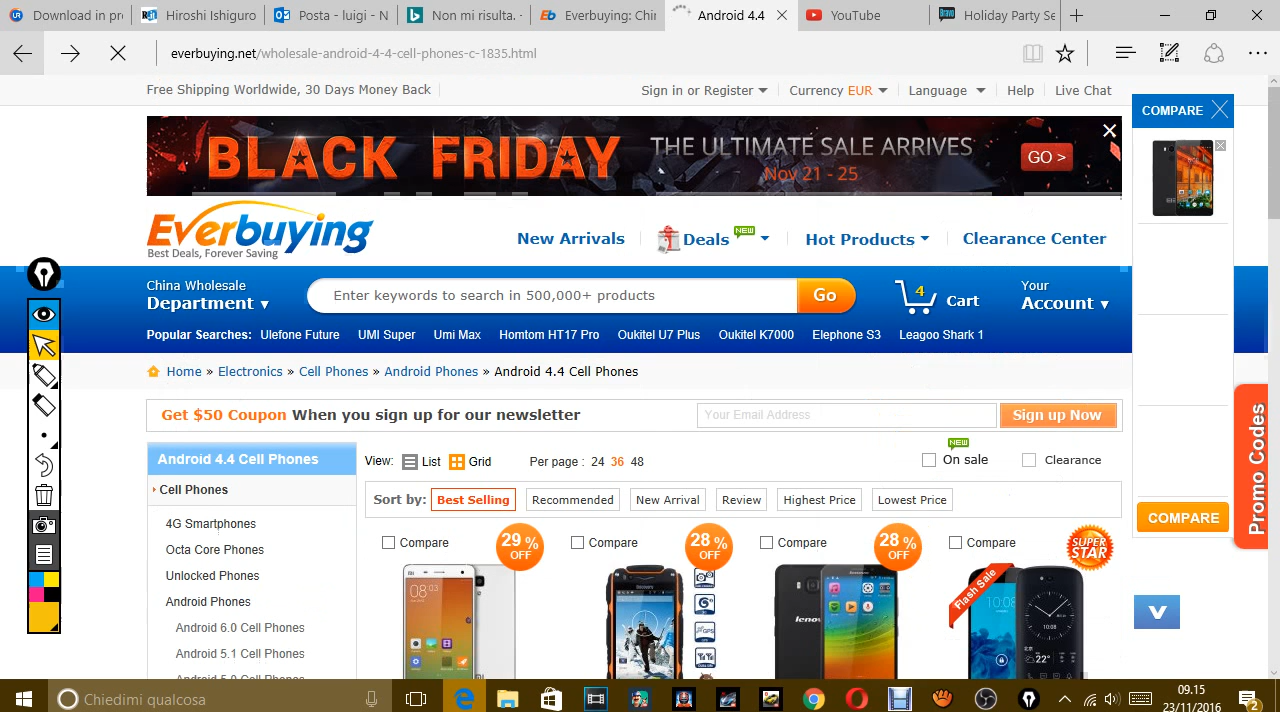 Download in pro
Hiroshi Ishiguro
Posta - luigi - N
Non mi risulta. -
Everbuying: Chin
Android 4.4
YouTube
Holiday Party Se
everbuying.net/wholesale-android-4-4-cell-phones-c-1835.html
Free Shipping Worldwide, 30 Days Money Back
Sign in or Register
Currency EUR
Language
Help
Live Chat
COMPARE
BLACK FRIDAY
THE ULTIMATE SALE ARRIVES
Nov 21 - 25
GO >
Everbuying
Best Deals, Forever Saving
New Arrivals
Deals
NEW
Hot Products
Clearance Center
China Wholesale
Department
Enter keywords to search in 500,000+ products
Go
4
Cart
Your
Account
Popular Searches: Ulefone Future UMI Super Umi Max Homtom HT17 Pro Oukitel U7 Plus Oukitel K7000 Elephone S3 Leagoo Shark 1
Home » Electronics » Cell Phones » Android Phones » Android 4.4 Cell Phones
Get $50 Coupon When you sign up for our newsletter
Your Email Address
Sign up Now
Promo Codes
Android 4.4 Cell Phones
Cell Phones
4G Smartphones
Octa Core Phones
Unlocked Phones
Android Phones
Android 6.0 Cell Phones
Android 5.1 Cell Phones
View: List Grid
Per page : 24 36 48
NEW
On sale
Clearance
Sort by: Best Selling Recommended New Arrival Review Highest Price Lowest Price
COMPARE
Compare
29 % OFF
Compare
28 % OFF
Compare
28 % OFF
Compare
SUPER STAR
Flash Sale
08:03
lenov
10:08
22°
Chiedimi qualcosa
09.15
23/11/2016
2